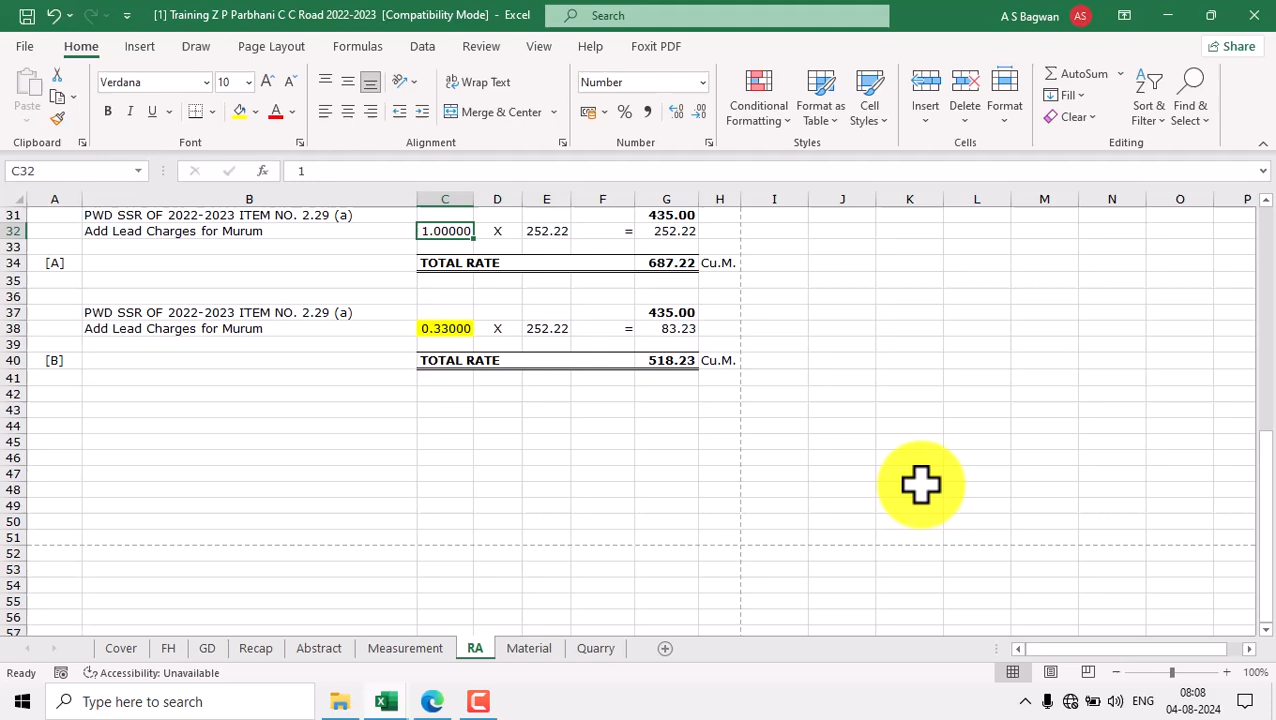 [1] Training Z P Parbhani C C Road 2022-2023 [Compatibility Mode] - Excel
Search
A S Bagwan
AS
File Home Insert Draw Page Layout Formulas Data Review View Help Foxit PDF
Share
Paste
Clipboard
Verdana 10
B I U
Font
Wrap Text
Merge & Center
Alignment
Number
Number
Conditional Formatting
Format as Table
Cell Styles
Styles
Insert Delete Format
Cells
AutoSum
Fill
Clear
Sort & Filter
Find & Select
Editing
C32 fx 1
A B C D E F G H I J K L M N O P
31 PWD SSR OF 2022-2023 ITEM NO. 2.29 (a) 435.00
32 Add Lead Charges for Murum 1.00000 X 252.22 = 252.22
33
34 [A] TOTAL RATE 687.22 Cu.M.
35
36
37 PWD SSR OF 2022-2023 ITEM NO. 2.29 (a) 435.00
38 Add Lead Charges for Murum 0.33000 X 252.22 = 83.23
39
40 [B] TOTAL RATE 518.23 Cu.M.
41
42
43
44
45
46
47
48
49
50
51
52
53
54
55
56
57
Cover FH GD Recap Abstract Measurement RA Material Quarry
Ready Accessibility: Unavailable 100%
Type here to search
ENG
08:08
04-08-2024